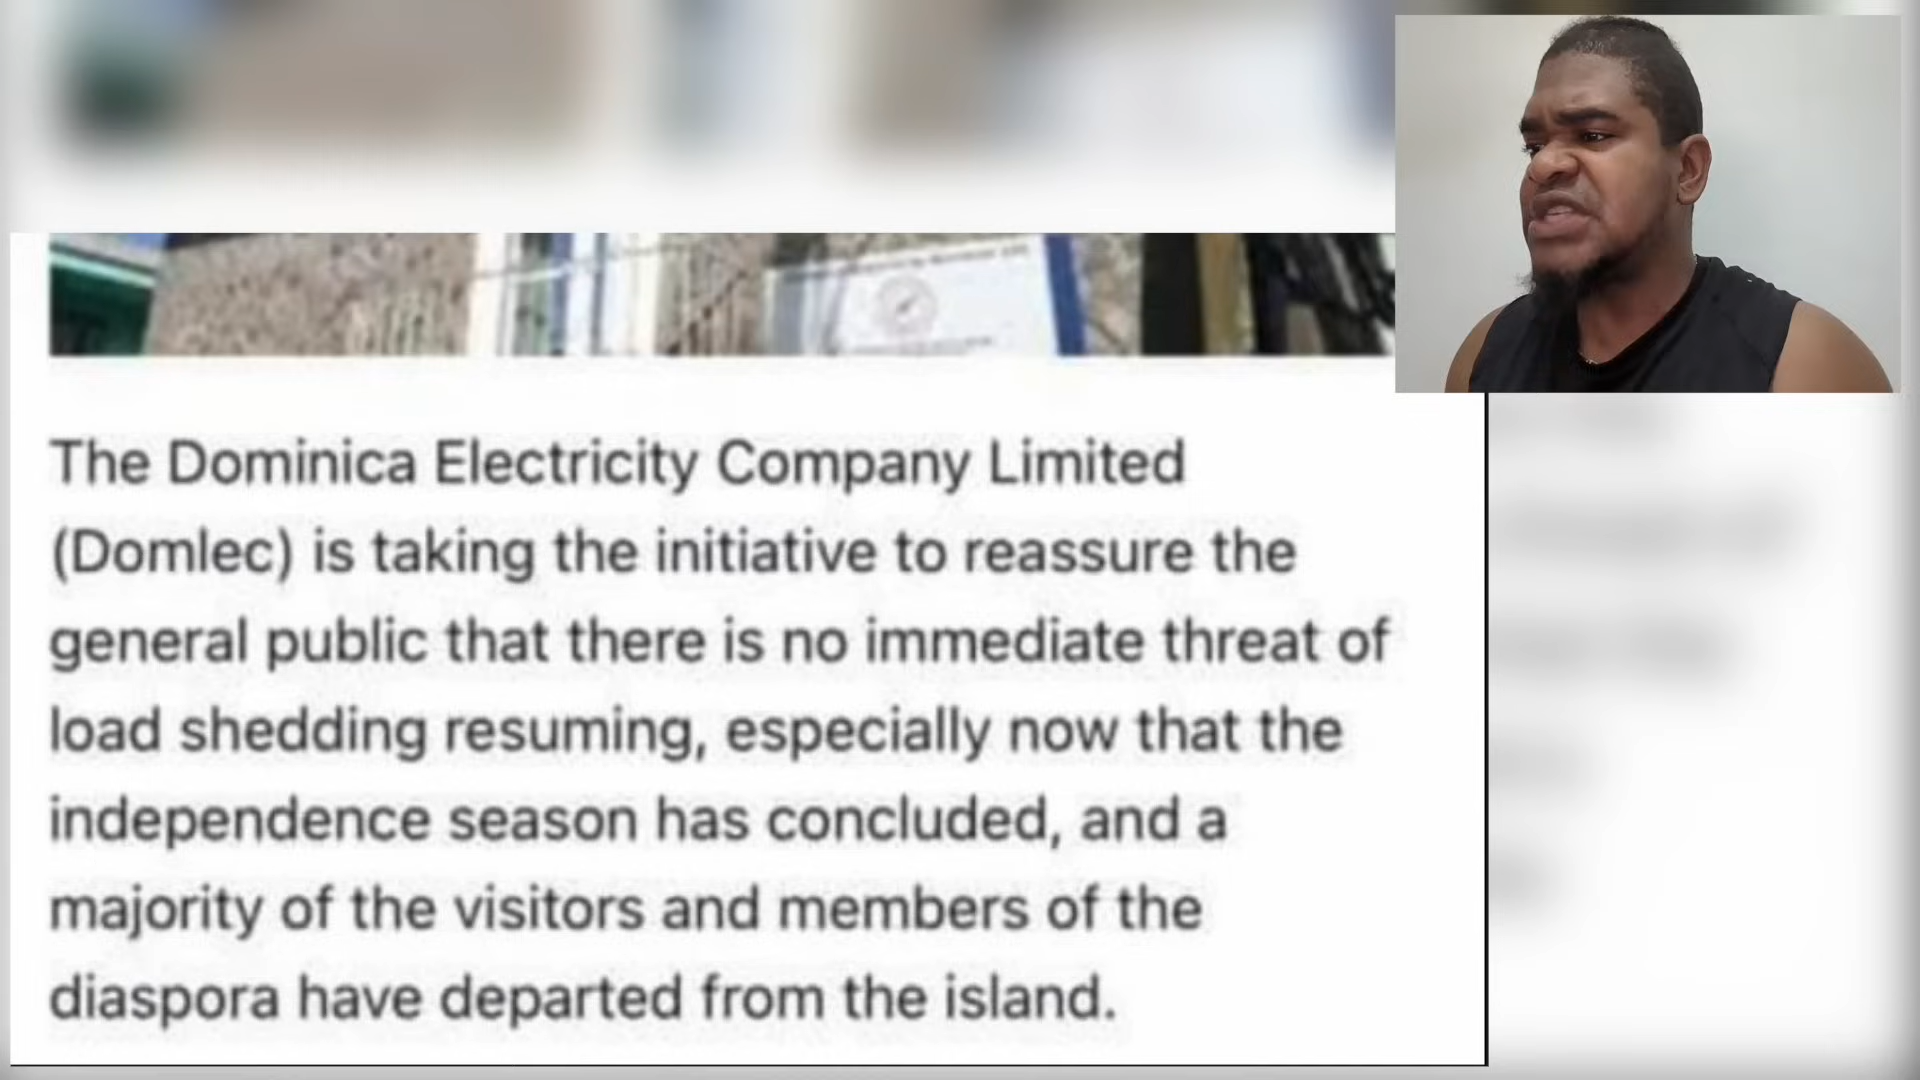 The Dominica Electricity Company Limited
(Domlec) is taking the initiative to reassure the
general public that there is no immediate threat of
load shedding resuming, especially now that the
independence season has concluded, and a
majority of the visitors and members of the
diaspora have departed from the island.